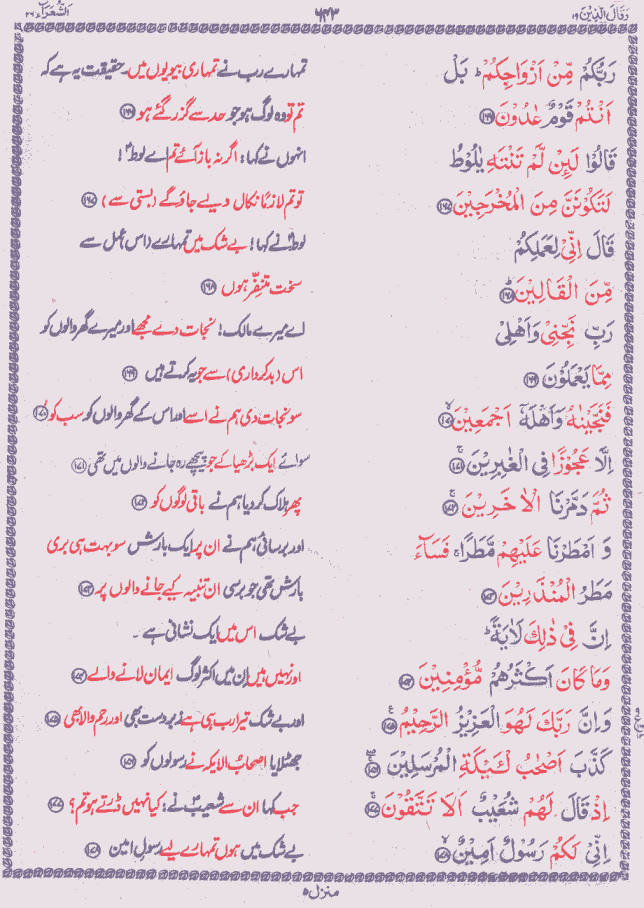 وَقَالَ الَّذِیْنَ ۱۹ ۶۴۳ اَلشُّعَرَآء ۲۶
رَبُّكُمْ مِّنْ اَزْوَاجِكُمْ ؕ بَلْ تمہارے رب نے تمہاری بیویوں میں۔ حقیقت یہ ہے کہ
اَنْتُمْ قَوْمٌ عٰدُوْنَ ﴿۱۶۶﴾ تم تو وہ لوگ ہو جو حد سے گزر گئے ہو ﴿۱۶۶﴾
قَالُوْا لَىِٕنْ لَّمْ تَنْتَهِ یٰلُوْطُ انہوں نے کہا: اگر نہ باز آئے تم اے لوط!
لَتَكُوْنَنَّ مِنَ الْمُخْرَجِیْنَ ﴿۱۶۷﴾ تو تم لازمًا نکال دیے جاؤ گے (بستی سے) ﴿۱۶۷﴾
قَالَ اِنِّیْ لِعَمَلِكُمْ لوط نے کہا! بے شک میں تمہارے (اس) عمل سے
مِّنَ الْقَالِیْنَ ﴿۱۶۸﴾ؕ سخت متنفّر ہوں ﴿۱۶۸﴾
رَبِّ نَجِّنِیْ وَاَهْلِیْ اے میرے مالک! نجات دے مجھے اور میرے گھر والوں کو
مِمَّا یَعْمَلُوْنَ ﴿۱۶۹﴾ اس (بدکرداری) سے جو یہ کرتے ہیں ﴿۱۶۹﴾
فَنَجَّیْنٰهُ وَاَهْلَهٗۤ اَجْمَعِیْنَ ﴿۱۷۰﴾ۙ سو نجات دی ہم نے اسے اور اس کے گھر والوں کو سب کو ﴿۱۷۰﴾
اِلَّا عَجُوْزًا فِی الْغٰبِرِیْنَ ﴿۱۷۱﴾ۚ سوائے ایک بڑھیا کے جو پیچھے رہ جانے والوں میں تھی ﴿۱۷۱﴾
ثُمَّ دَمَّرْنَا الْاٰخَرِیْنَ ﴿۱۷۲﴾ۚ پھر ہلاک کر دیا ہم نے باقی لوگوں کو ﴿۱۷۲﴾
وَ اَمْطَرْنَا عَلَیْهِمْ مَّطَرًا ۚ فَسَآءَ اور برسائی ہم نے ان پر ایک بارش سو بہت ہی بری
مَطَرُ الْمُنْذَرِیْنَ ﴿۱۷۳﴾ بارش تھی جو برسی ان تنبیہ کیے جانے والوں پر ﴿۱۷۳﴾
اِنَّ فِیْ ذٰلِكَ لَاٰیَةً ؕ بے شک اس میں ایک نشانی ہے۔
وَمَا كَانَ اَكْثَرُهُمْ مُّؤْمِنِیْنَ ﴿۱۷۴﴾ اور نہیں ہیں اِن میں اکثر لوگ ایمان لانے والے ﴿۱۷۴﴾
وَاِنَّ رَبَّكَ لَهُوَ الْعَزِیْزُ الرَّحِیْمُ ﴿۱۷۵﴾ اور بے شک تیرا رب ہی ہے زبردست بھی اور رحم والا بھی ﴿۱۷۵﴾
كَذَّبَ اَصْحٰبُ لْـَٔیْكَةِ الْمُرْسَلِیْنَ ﴿۱۷۶﴾ۚ جھٹلایا اصحابُ الایکہ نے رسولوں کو ﴿۱۷۶﴾
اِذْ قَالَ لَهُمْ شُعَیْبٌ اَلَا تَتَّقُوْنَ ﴿۱۷۷﴾ۚ جب کہا ان سے شعیب نے: کیا نہیں ڈرتے ہو تم؟ ﴿۱۷۷﴾
اِنِّیْ لَكُمْ رَسُوْلٌ اَمِیْنٌ ﴿۱۷۸﴾ۙ بے شک میں ہوں تمہارے لیے رسولِ امین ﴿۱۷۸﴾
منزل ۵